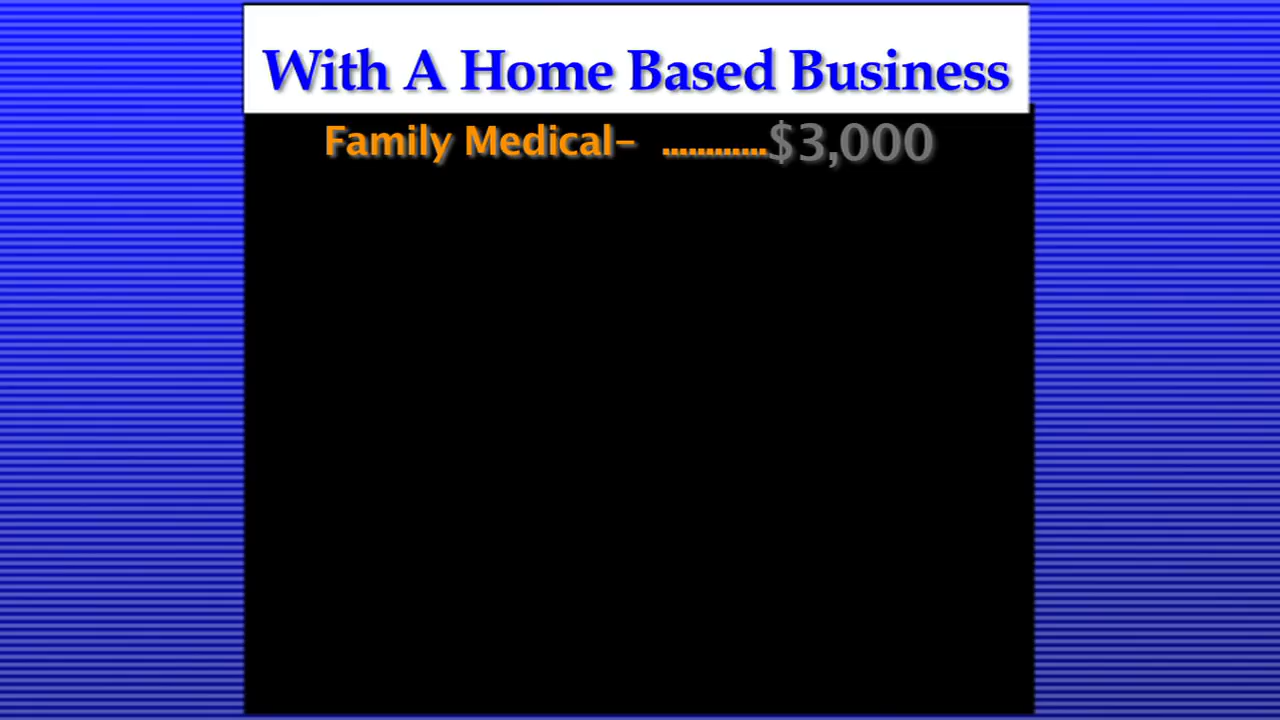 With A Home Based Business
Family Medical- ............$3,000